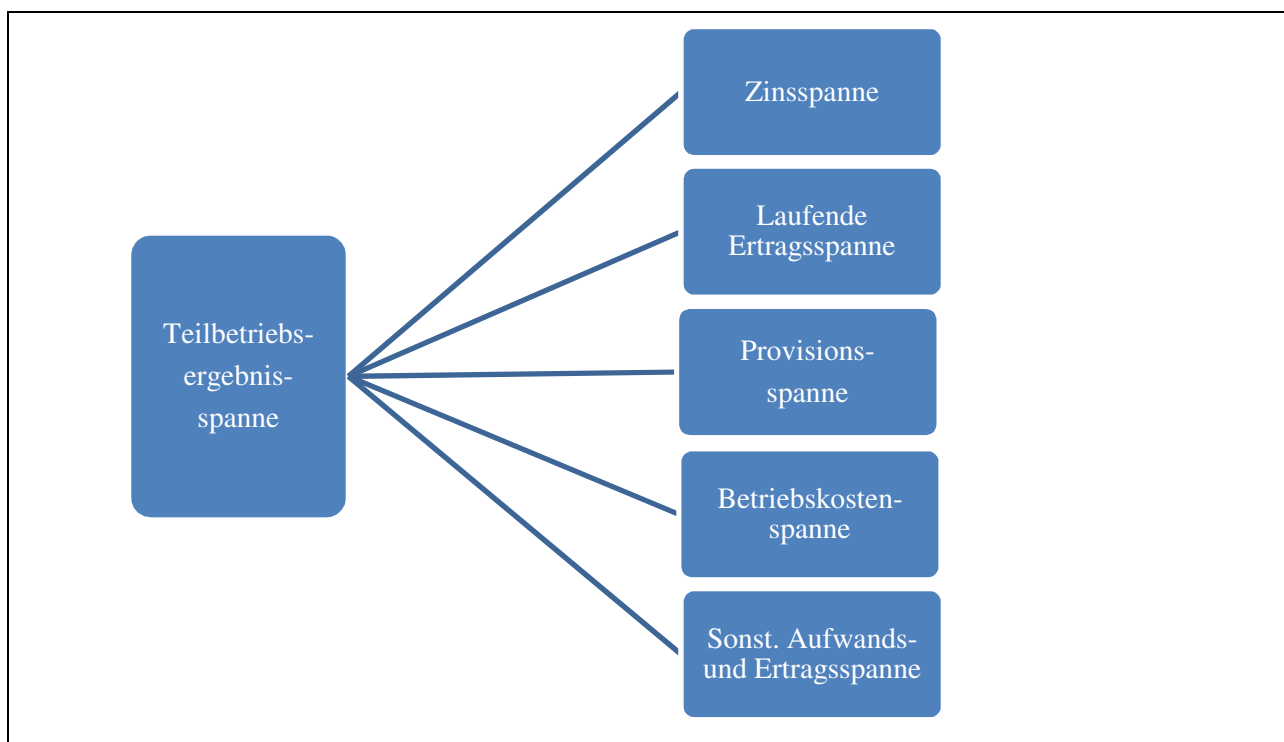 Teilbetriebs-
ergebnis-
spanne
Zinsspanne
Laufende
Ertragsspanne
Provisions-
spanne
Betriebskosten-
spanne
Sonst. Aufwands-
und Ertragsspanne